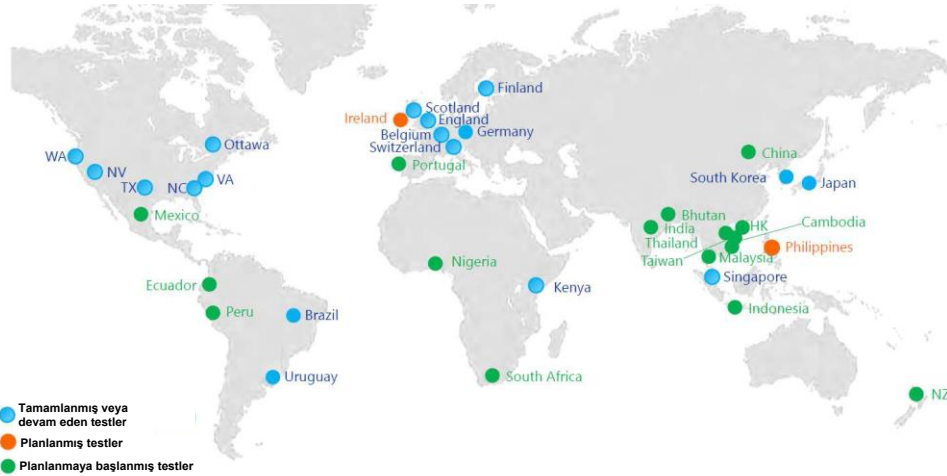 Finland
Scotland
Ireland
England
Belgium
Germany
Switzerland
Ottawa
WA
NV
VA
TX
NC
Portugal
China
South Korea
Japan
Mexico
Bhutan
India
HK
Cambodia
Thailand
Taiwan
Philippines
Malaysia
Nigeria
Singapore
Ecuador
Kenya
Peru
Brazil
Indonesia
Uruguay
South Africa
NZ
Tamamlanmış veya
devam eden testler
Planlanmış testler
Planlanmaya başlanmış testler